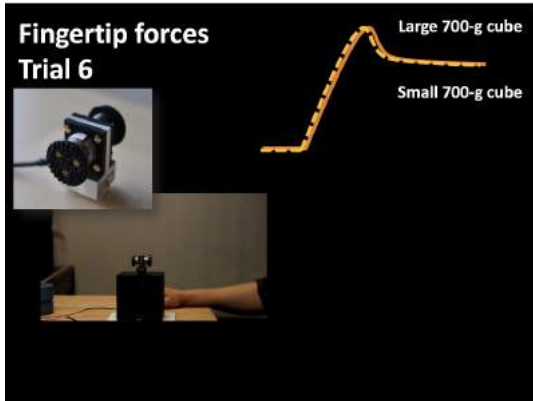 Fingertip forces
Trial 6
Large 700-g cube
Small 700-g cube